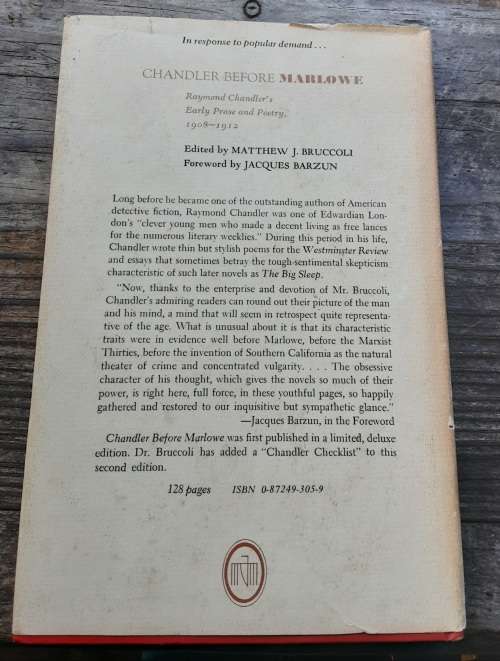 In response to popular demand . . .
CHANDLER BEFORE MARLOWE
Raymond Chandler's
Early Prose and Poetry,
1908–1912
Edited by MATTHEW J. BRUCCOLI
Foreword by JACQUES BARZUN
Long before he became one of the outstanding authors of American
detective fiction, Raymond Chandler was one of Edwardian Lon-
don's "clever young men who made a decent living as free lances
for the numerous literary weeklies." During this period in his life,
Chandler wrote thin but stylish poems for the Westminster Review
and essays that sometimes betray the tough-sentimental skepticism
characteristic of such later novels as The Big Sleep.
"Now, thanks to the enterprise and devotion of Mr. Bruccoli,
Chandler's admiring readers can round out their picture of the man
and his mind, a mind that will seem in retrospect quite representa-
tive of the age. What is unusual about it is that its characteristic
traits were in evidence well before Marlowe, before the Marxist
Thirties, before the invention of Southern California as the natural
theater of crime and concentrated vulgarity. . . . The obsessive
character of his thought, which gives the novels so much of their
power, is right here, full force, in these youthful pages, so happily
gathered and restored to our inquisitive but sympathetic glance."
—Jacques Barzun, in the Foreword
Chandler Before Marlowe was first published in a limited, deluxe
edition. Dr. Bruccoli has added a "Chandler Checklist" to this
second edition.
128 pages ISBN 0-87249-305-9